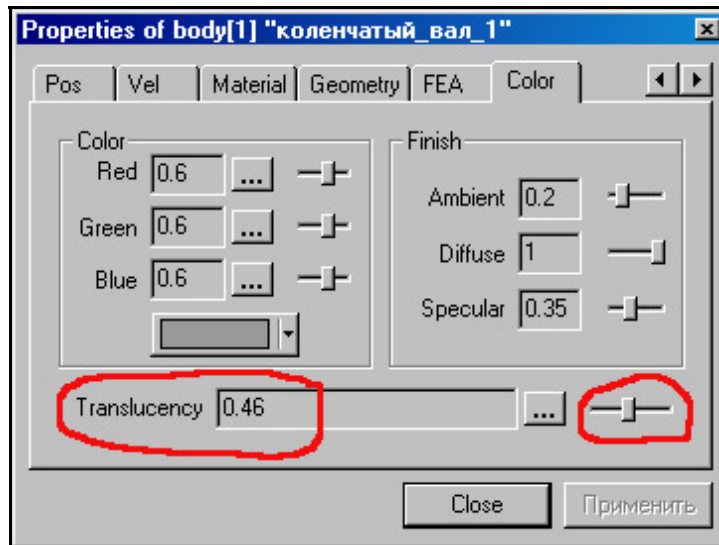 Properties of body[1] "коленчатый_вал_1"
Pos Vel Material Geometry FEA Color
Color
Red 0.6 ...
Green 0.6 ...
Blue 0.6 ...
Finish
Ambient 0.2
Diffuse 1
Specular 0.35
Translucency 0.46 ...
Close Применить